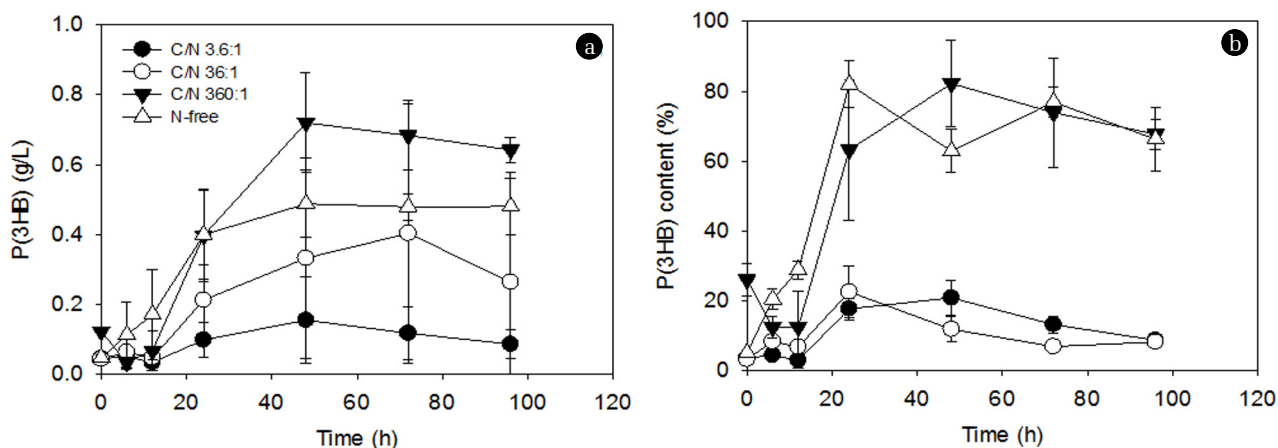 a
C/N 3.6:1
C/N 36:1
C/N 360:1
N-free
P(3HB) (g/L)
1.0
0.8
0.6
0.4
0.2
0.0
0 20 40 60 80 100 120
Time (h)
b
P(3HB) content (%)
100
80
60
40
20
0
0 20 40 60 80 100 120
Time (h)